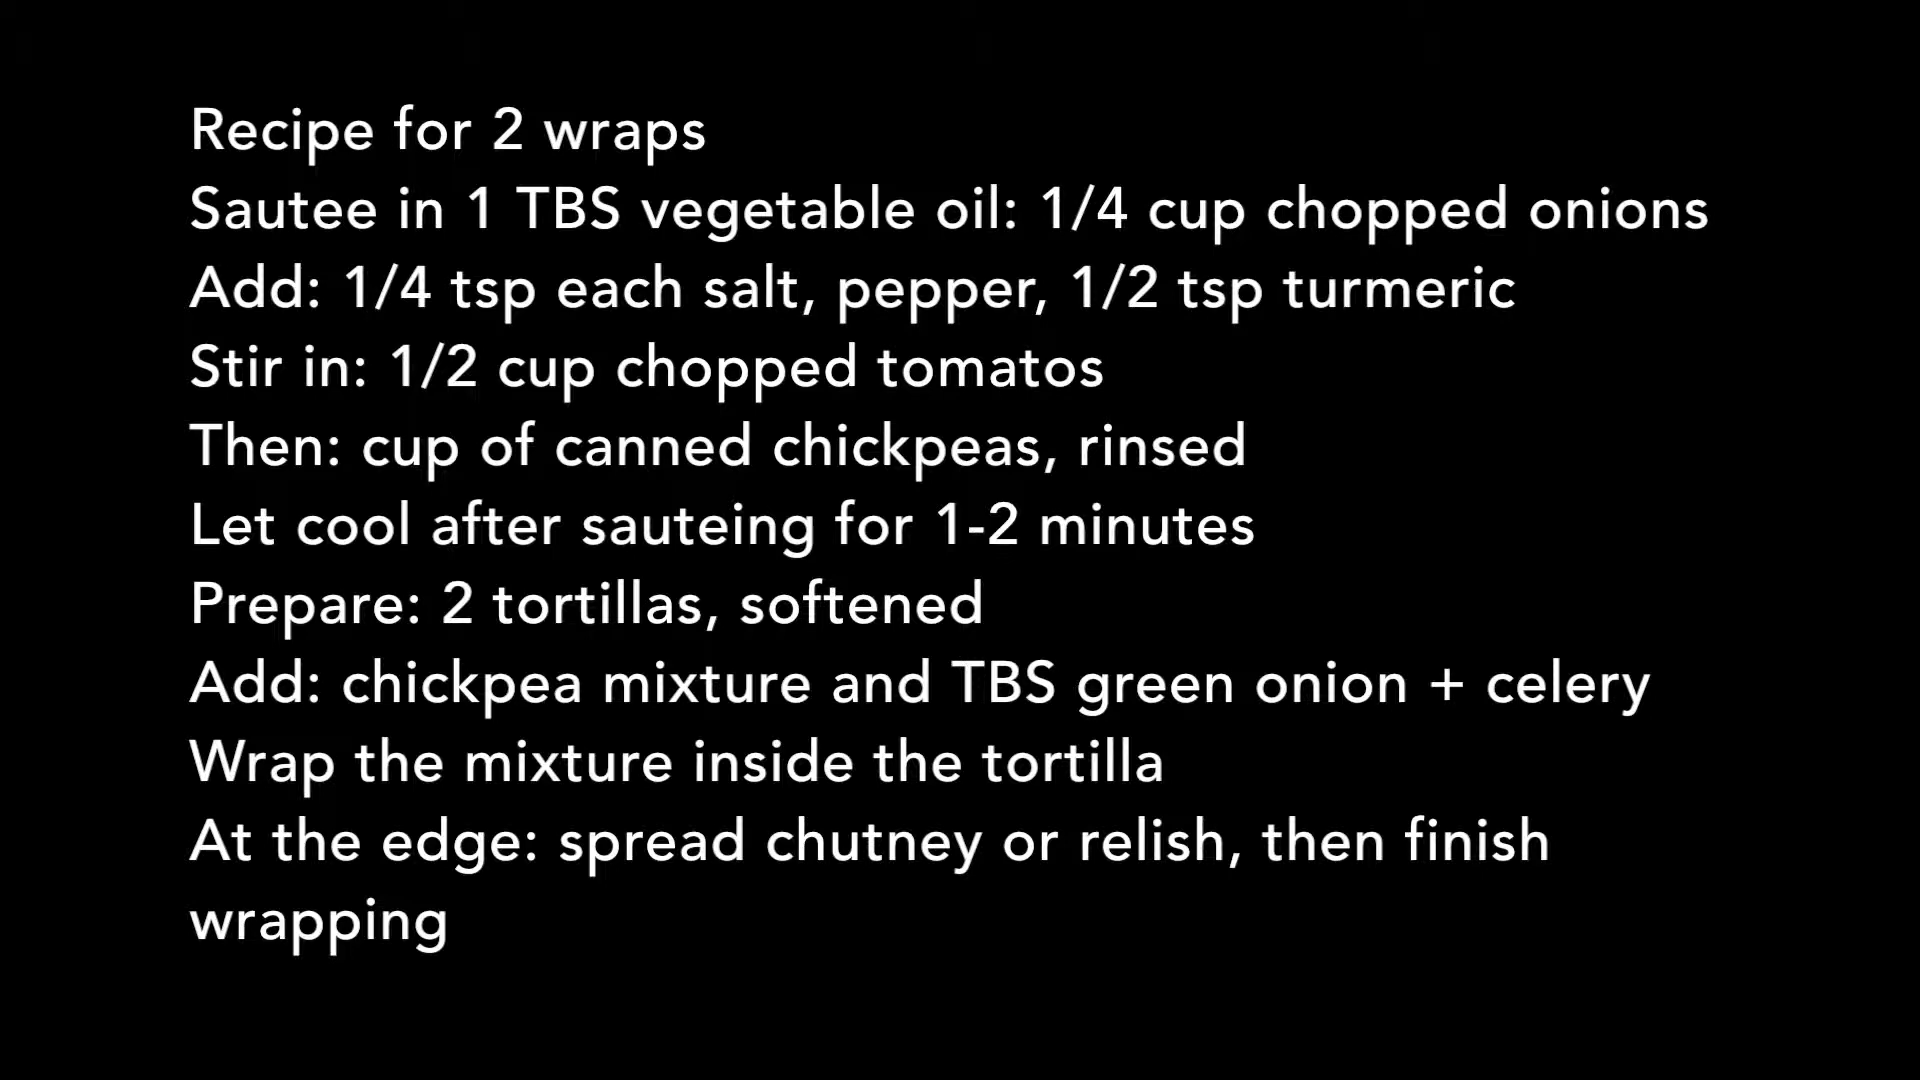 Recipe for 2 wraps
Sautee in 1 TBS vegetable oil: 1/4 cup chopped onions
Add: 1/4 tsp each salt, pepper, 1/2 tsp turmeric
Stir in: 1/2 cup chopped tomatos
Then: cup of canned chickpeas, rinsed
Let cool after sauteing for 1-2 minutes
Prepare: 2 tortillas, softened
Add: chickpea mixture and TBS green onion + celery
Wrap the mixture inside the tortilla
At the edge: spread chutney or relish, then finish
wrapping